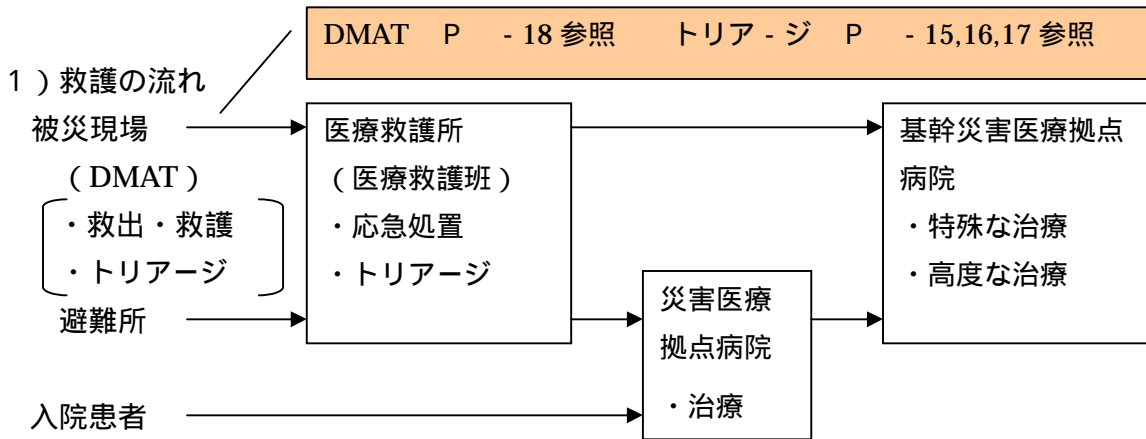 DMAT P - 18 参照 トリア - ジ P - 15,16,17 参照
1）救護の流れ
被災現場
（DMAT）
・救出・救護
・トリアージ
避難所
入院患者
医療救護所
（医療救護班）
・応急処置
・トリアージ
災害医療
拠点病院
・治療
基幹災害医療拠点
病院
・特殊な治療
・高度な治療